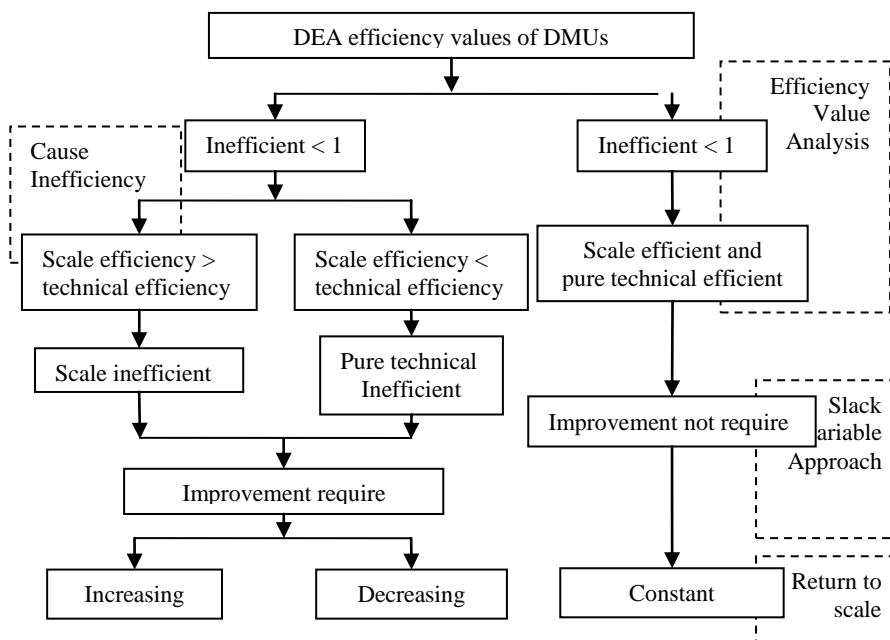 DEA efficiency values of DMUs
Efficiency
Value
Analysis
Inefficient < 1
Inefficient < 1
Cause
Inefficiency
Scale efficiency >
technical efficiency
Scale efficiency <
technical efficiency
Scale efficient and
pure technical efficient
Scale inefficient
Pure technical
Inefficient
Improvement not require
Slack
ariable
Approach
Improvement require
Increasing
Decreasing
Constant
Return to
scale